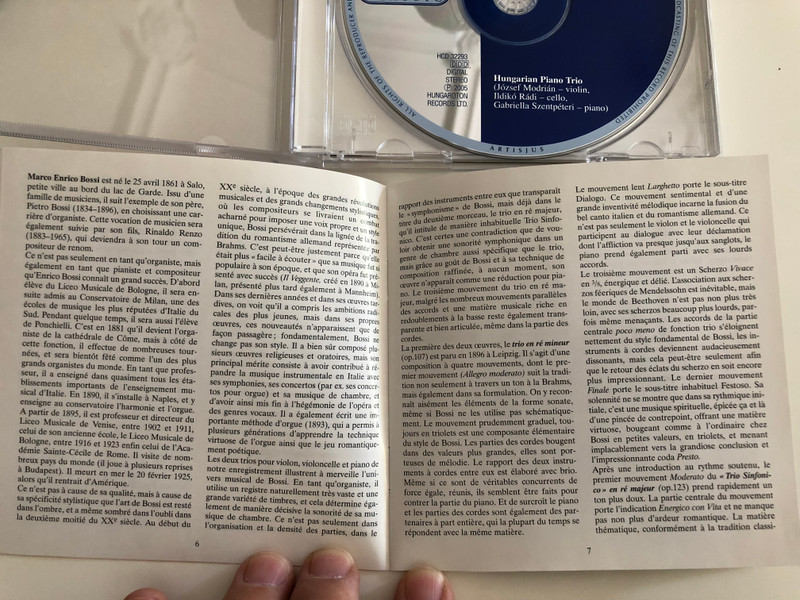 ALL RIGHTS OF THE PRODUCER AND
DCASTING OF THIS RECORD PROHIBITED
ARTISJUS
HCD 32293
DDD
DIGITAL
STEREO
Ⓟ 2005
HUNGAROTON
RECORDS LTD.
Hungarian Piano Trio
(József Modrián – violin,
Ildikó Rádi – cello,
Gabriella Szentpéteri – piano)
Marco Enrico Bossi est né le 25 avril 1861 à Salo,
petite ville au bord du lac de Garde. Issu d'une
famille de musiciens, il suit l'exemple de son père,
Pietro Bossi (1834–1896), en choisissant une car-
rière d'organiste. Cette vocation de musicien sera
également suivie par son fils, Rinaldo Renzo
(1883–1965), qui deviendra à son tour un com-
positeur de renom.
Ce n'est pas seulement en tant qu'organiste, mais
également en tant que pianiste et compositeur
qu'Enrico Bossi connaît un grand succès. D'abord
élève du Liceo Musicale de Bologne, il sera en-
suite admis au Conservatoire de Milan, une des
écoles de musique les plus réputées d'Italie du
Sud. Pendant quelque temps, il sera aussi l'élève
de Ponchielli. C'est en 1881 qu'il devient l'orga-
niste de la cathédrale de Côme, mais à côté de
cette fonction, il effectue de nombreuses tour-
nées, et sera bientôt fêté comme l'un des plus
grands organistes du monde. En tant que profes-
seur, il a enseigné dans quasiment tous les éta-
blissements importants de l'enseignement mu-
sical d'Italie. En 1890, il s'installe à Naples, et y
enseigne au conservatoire l'harmonie et l'orgue.
A partir de 1895, il est professeur et directeur du
Liceo Musicale de Venise, entre 1902 et 1911,
celui de son ancienne école, le Liceo Musicale de
Bologne, entre 1916 et 1923 enfin celui de l'Aca-
démie Sainte-Cécile de Rome. Il visite de nom-
breux pays du monde (il joue à plusieurs reprises
à Budapest). Il meurt en mer le 20 février 1925,
alors qu'il rentrait d'Amérique.
Ce n'est pas à cause de sa qualité, mais à cause de
sa spécificité stylistique que l'art de Bossi est resté
dans l'ombre, et a même sombré dans l'oubli dans
la deuxième moitié du XXe siècle. Au début du
6
XXe siècle, à l'époque des grandes révolutions
musicales et des grands changements stylistiques,
où les compositeurs se livraient un combat
acharné pour imposer une voix propre et un style
unique, Bossi persévérait dans la lignée de la tra-
dition du romantisme allemand représentée par
Brahms. C'est peut-être justement parce qu'elle
était plus « facile à écouter » que sa musique fut si
populaire à son époque, et que son opéra fut pré-
senté avec succès (Il Veggente, créé en 1890 à Mi-
lan, présenté plus tard également à Mannheim).
Dans ses dernières années et dans ses œuvres tar-
dives, on voit qu'il a compris les ambitions radi-
cales des plus jeunes, mais dans ses propres
œuvres, ces nouveautés n'apparaissent que de
façon passagère ; fondamentalement, Bossi ne
change pas son style. Il a bien sûr composé plu-
sieurs œuvres religieuses et oratoires, mais son
principal mérite consiste à avoir contribué à ré-
pandre la musique instrumentale en Italie avec
ses symphonies, ses concertos (par ex. ses concer-
tos pour orgue) et sa musique de chambre, et
d'avoir ainsi mis fin à l'hégémonie de l'opéra et
des genres vocaux. Il a également écrit une im-
portante méthode d'orgue (1893), qui a permis à
plusieurs générations d'apprendre la technique
virtuose de l'orgue ainsi que le jeu romantique-
ment poétique.
Les deux trios pour violon, violoncelle et piano de
notre enregistrement illustrent à merveille l'uni-
vers musical de Bossi. En tant qu'organiste, il
utilise un registre naturellement très vaste et une
grande variété de timbres, et cela détermine éga-
lement de manière décisive la sonorité de sa mu-
sique de chambre. Ce n'est pas seulement dans
l'organisation et la densité des parties, dans le
rapport des instruments entre eux que transparaît
le « symphonisme » de Bossi, mais déjà dans le
titre du deuxième morceau, le trio en ré majeur,
qu'il intitule de manière inhabituelle Trio Sinfo-
nico. C'est certes une contradiction que de vou-
loir obtenir une sonorité symphonique dans un
genre de chambre aussi spécifique que le trio,
mais grâce au goût de Bossi et à sa technique de
composition raffinée, à aucun moment, son
œuvre n'apparaît comme une réduction pour pia-
no. Le troisième mouvement du trio en ré ma-
jeur, malgré les nombreux mouvements parallèles
des accords et une matière musicale riche en
redoublements à la basse reste également trans-
parente et bien articulée, même dans la partie des
cordes.
La première des deux œuvres, le trio en ré mineur
(op.107) est paru en 1896 à Leipzig. Il s'agit d'une
composition à quatre mouvements, dont le pre-
mier mouvement (Allegro moderato) suit la tradi-
tion non seulement à travers un ton à la Brahms,
mais également dans sa formulation. On y recon-
naît aisément les éléments de la forme sonate,
même si Bossi ne les utilise pas schématique-
ment. Le mouvement prudemment graduel, tou-
jours en triolets est une composante élémentaire
du style de Bossi. Les parties des cordes bougent
dans des valeurs plus grandes, elles sont por-
teuses de mélodie. Le rapport des deux instru-
ments à cordes entre eux est élaboré avec brio.
Même si ce sont de véritables concurrents de
force égale, réunis, ils semblent être faits pour
contrer la partie du piano. Et de surcroît le piano
et les parties des cordes sont également des par-
tenaires à part entière, qui la plupart du temps se
répondent avec la même matière.
7
Le mouvement lent Larghetto porte le sous-titre
Dialogo. Ce mouvement sentimental et d'une
grande inventivité mélodique incarne la fusion du
bel canto italien et du romantisme allemand. Ce
n'est pas seulement le violon et le violoncelle qui
participent au dialogue avec leur déclaration
dont l'affliction va presque jusqu'aux sanglots, le
piano prend également parti avec ses lourds
accords.
Le troisième mouvement est un Scherzo Vivace
en 3/8, énergique et délié. L'association aux scher-
zos féeriques de Mendelssohn est inévitable, mais
le monde de Beethoven n'est pas non plus très
loin, avec ses scherzos beaucoup plus lourds, par-
fois même menaçants. Les accords de la partie
centrale poco meno de fonction trio s'éloignent
nettement du style fondamental de Bossi, les ins-
truments à cordes deviennent audacieusement
dissonants, mais cela peut-être seulement afin
que le retour des éclats du scherzo en soit encore
plus impressionnant. Le dernier mouvement
Finale porte le sous-titre inhabituel Festoso. Sa
solennité ne se montre que dans sa rythmique ini-
tiale, c'est une musique spirituelle, épicée ça et là
d'une pincée de contrepoint, offrant une matière
virtuose, bougeant comme à l'ordinaire chez
Bossi en petites valeurs, en triolets, et menant
implacablement vers la grandiose conclusion et
l'impressionnante coda Presto.
Après une introduction au rythme soutenu, le
premier mouvement Moderato du « Trio Sinfoni-
co » en ré majeur (op.123) prend rapidement un
ton plus doux. La partie centrale du mouvement
porte l'indication Energico con Vita et ne manque
pas non plus d'ardeur romantique. La matière
thématique, conformément à la tradition classi-